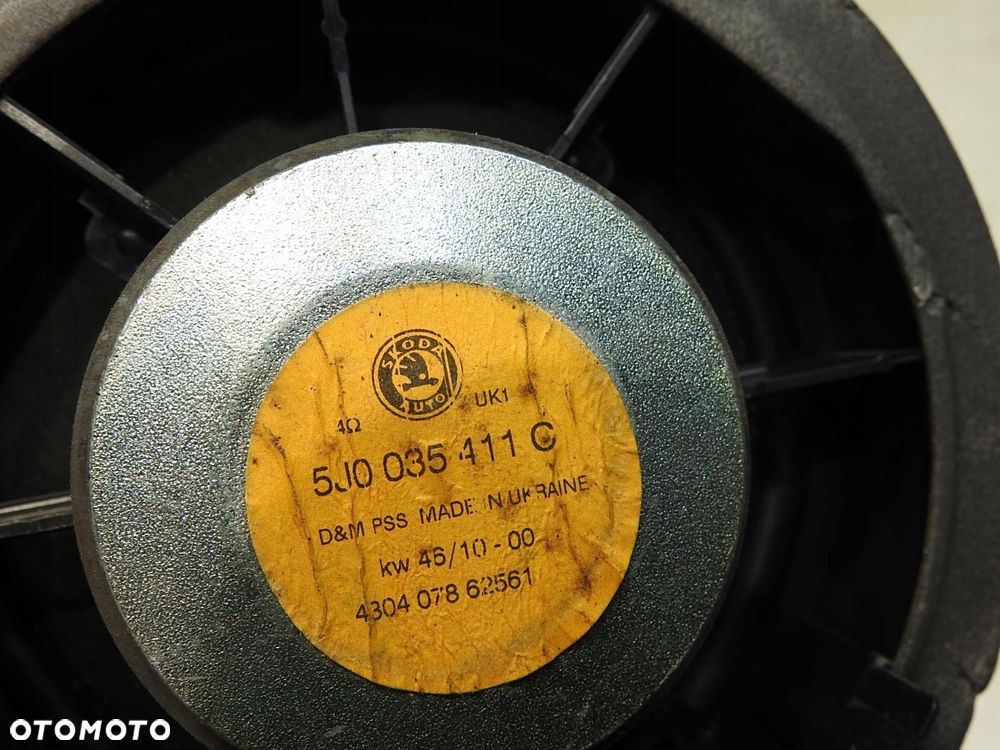 SKODA
AUTO
4Ω UK1
5J0 035 411 C
D&M PSS MADE IN UKRAINE
kw 46/10 - 00
4304 078 62561
OTOMOTO